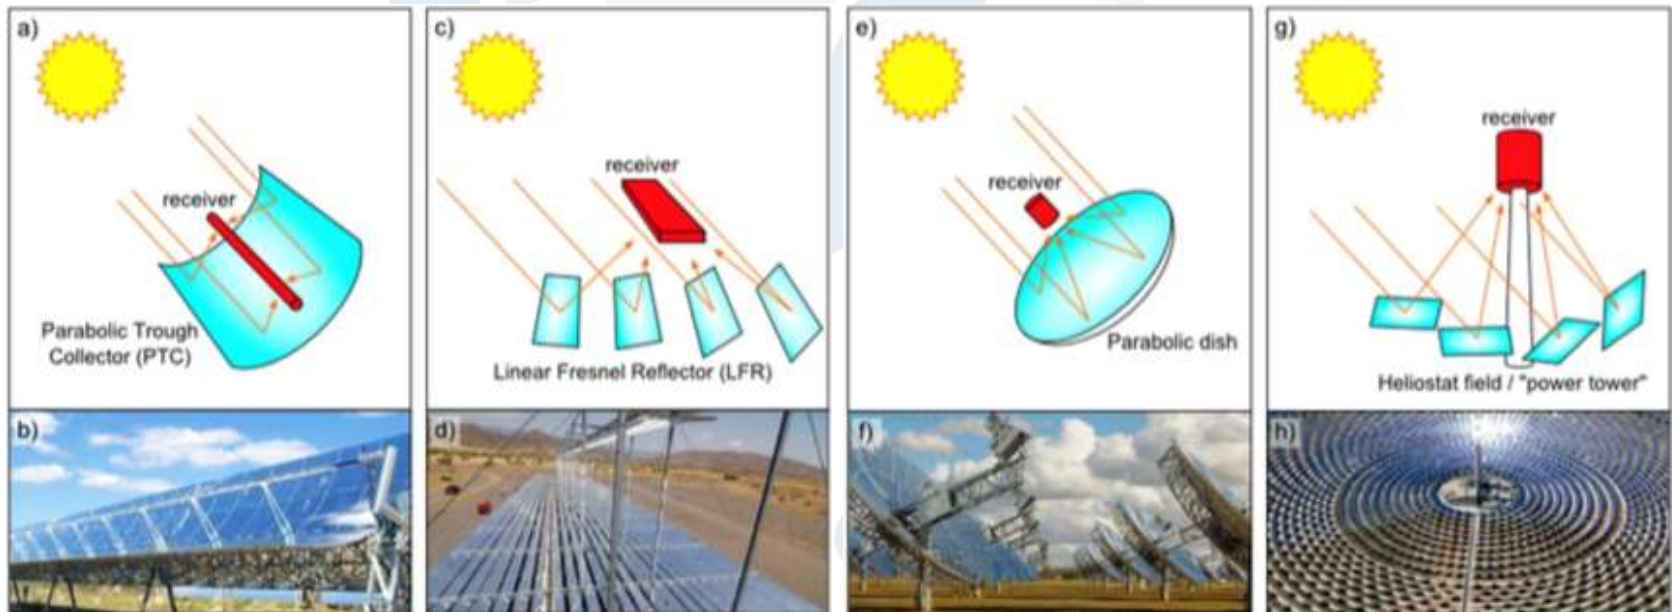 a)
receiver
Parabolic Trough
Collector (PTC)
b)
c)
receiver
Linear Fresnel Reflector (LFR)
d)
e)
receiver
Parabolic dish
f)
g)
receiver
Heliostat field / "power tower"
h)